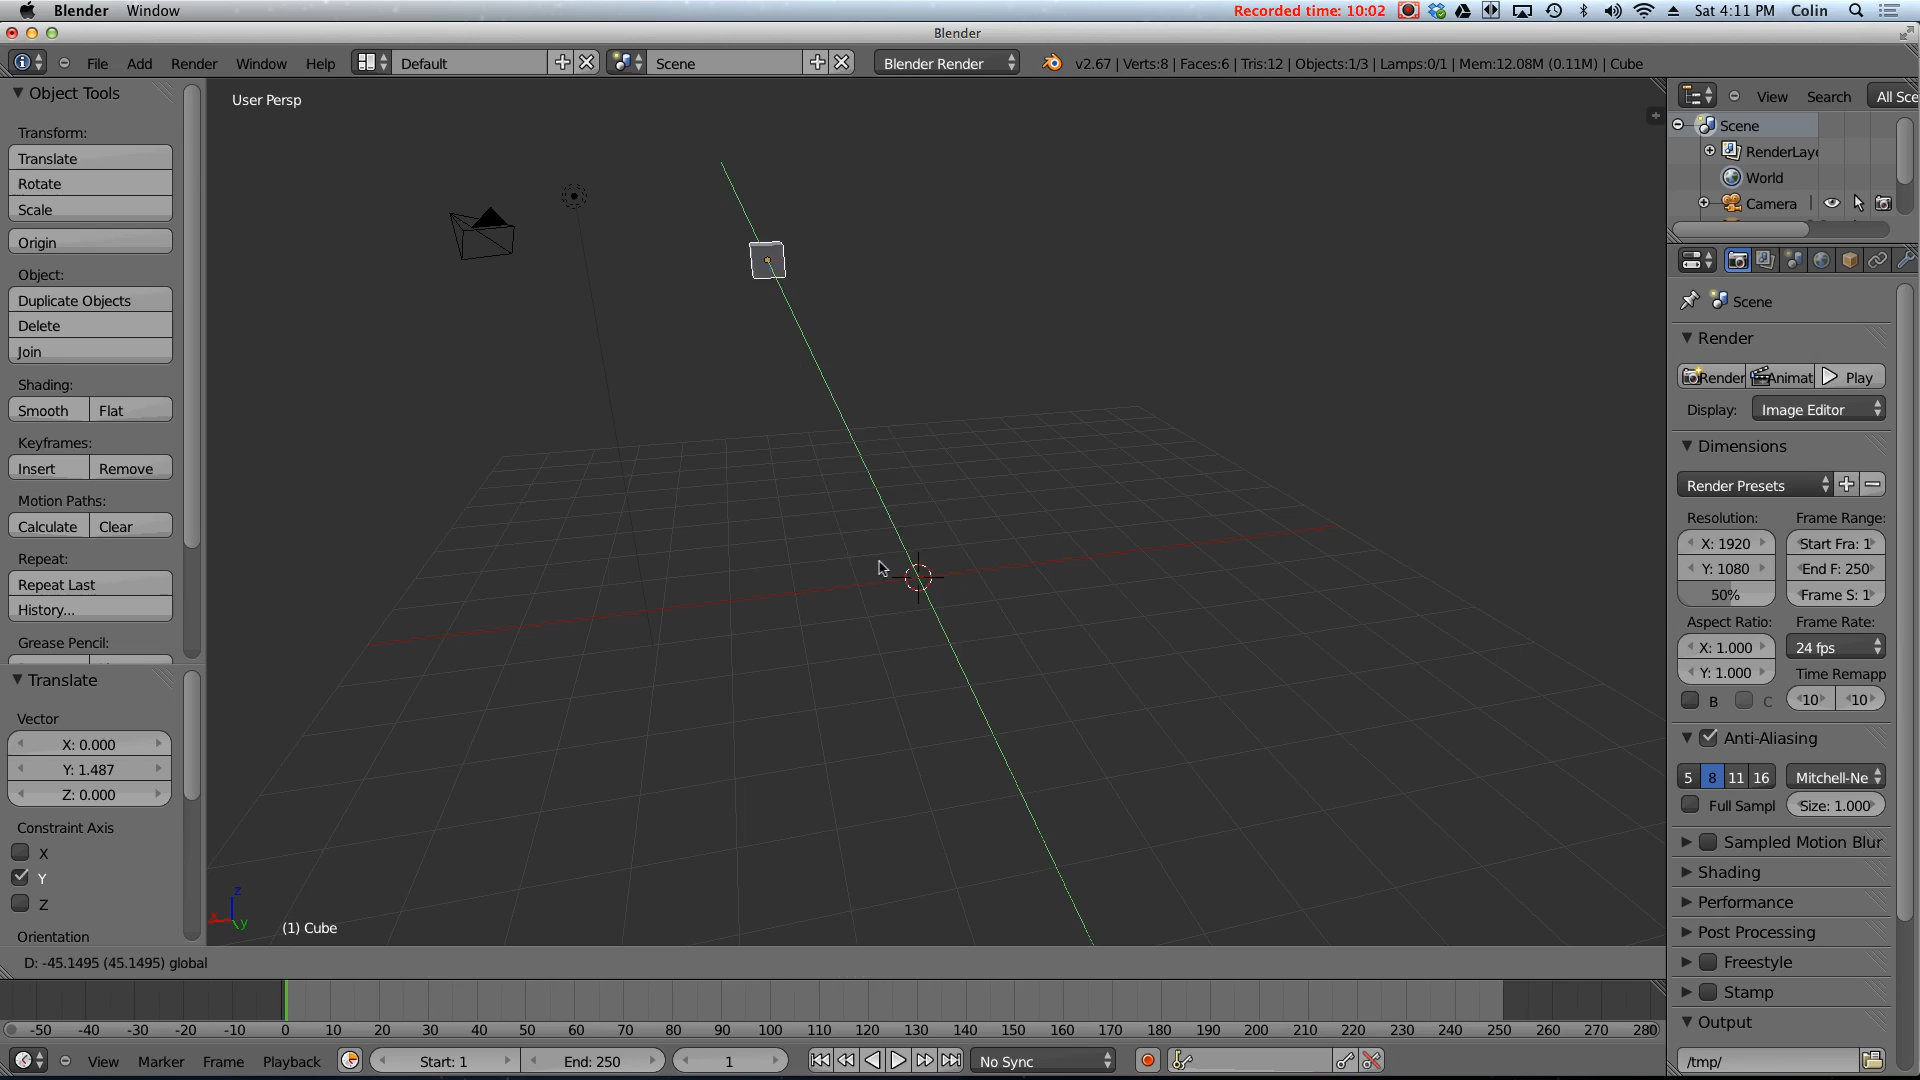 Blender Window Recorded time: 10:02 Sat 4:11 PM Colin
Blender
File Add Render Window Help Default Scene Blender Render v2.67 | Verts:8 | Faces:6 | Tris:12 | Objects:1/3 | Lamps:0/1 | Mem:12.08M (0.11M) | Cube
Object Tools
Transform:
Translate
Rotate
Scale
Origin
Object:
Duplicate Objects
Delete
Join
Shading:
Smooth Flat
Keyframes:
Insert Remove
Motion Paths:
Calculate Clear
Repeat:
Repeat Last
History...
Grease Pencil:
Translate
Vector
X: 0.000
Y: 1.487
Z: 0.000
Constraint Axis
X
Y
Z
Orientation
User Persp
z
x
y
(1) Cube
D: -45.1495 (45.1495) global
View Search All Sce
Scene
RenderLaye
World
Camera
Scene
Render
Render Animat Play
Display: Image Editor
Dimensions
Render Presets
Resolution: Frame Range:
X: 1920 Start Fra: 1
Y: 1080 End F: 250
50% Frame S: 1
Aspect Ratio: Frame Rate:
X: 1.000 24 fps
Y: 1.000 Time Remapp
B C 10 10
Anti-Aliasing
5 8 11 16 Mitchell-Ne
Full Sampl Size: 1.000
Sampled Motion Blur
Shading
Performance
Post Processing
Freestyle
Stamp
Output
/tmp/
-50 -40 -30 -20 -10 0 10 20 30 40 50 60 70 80 90 100 110 120 130 140 150 160 170 180 190 200 210 220 230 240 250 260 270 280
View Marker Frame Playback Start: 1 End: 250 1 No Sync